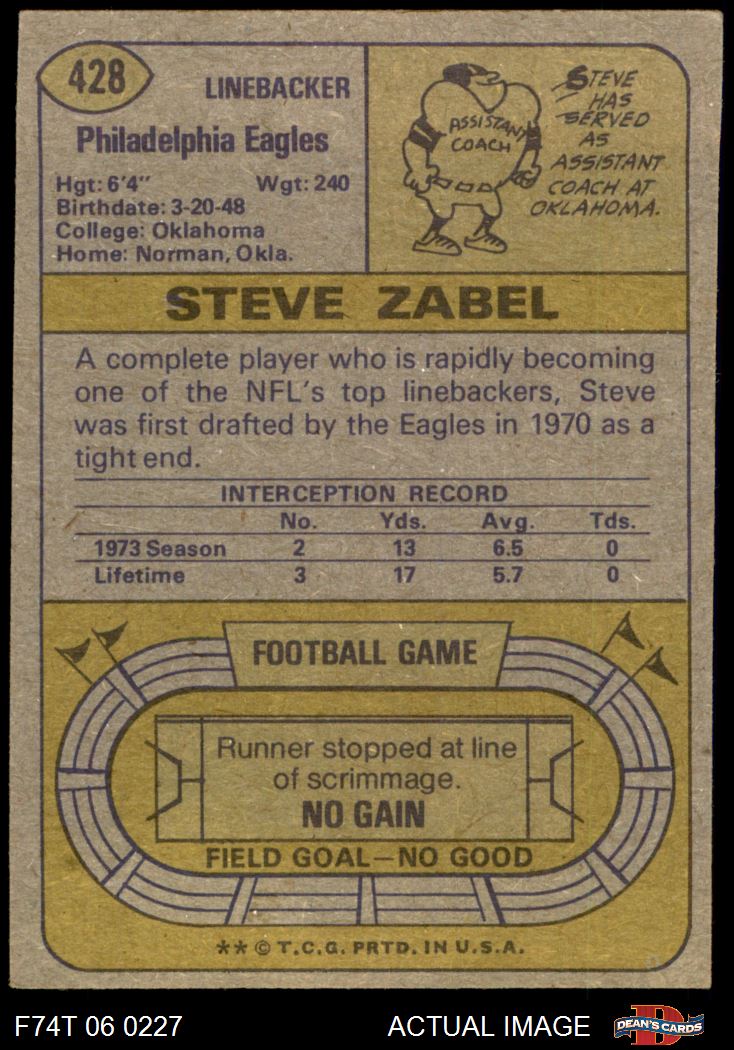 428
LINEBACKER
Philadelphia Eagles
Hgt: 6'4" Wgt: 240
Birthdate: 3-20-48
College: Oklahoma
Home: Norman, Okla.
ASSISTANT
COACH
STEVE
HAS
SERVED
AS
ASSISTANT
COACH AT
OKLAHOMA.
STEVE ZABEL
A complete player who is rapidly becoming
one of the NFL's top linebackers, Steve
was first drafted by the Eagles in 1970 as a
tight end.
INTERCEPTION RECORD
No. Yds. Avg. Tds.
1973 Season 2 13 6.5 0
Lifetime 3 17 5.7 0
FOOTBALL GAME
Runner stopped at line
of scrimmage.
NO GAIN
FIELD GOAL—NO GOOD
** © T.C.G. PRTD. IN U.S.A.
F74T 06 0227 ACTUAL IMAGE
DEAN'S CARDS